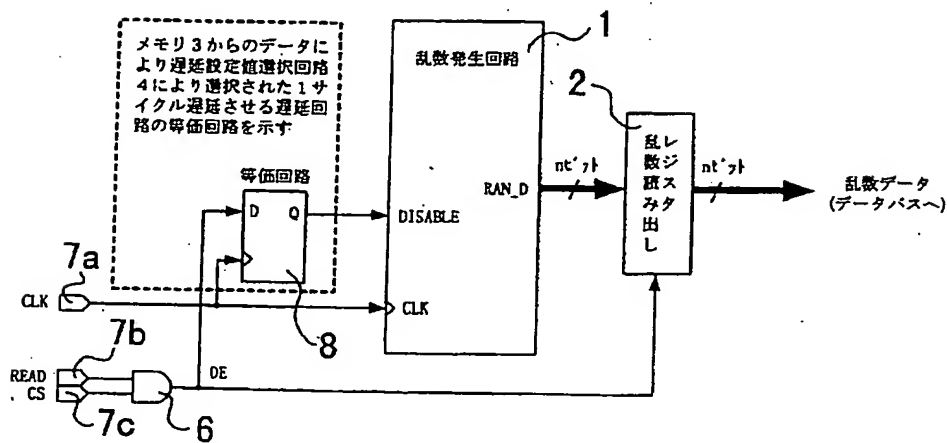 メモリ3からのデータに
より遅延設定値選択回路
4により選択された1サ
イクル遅延させる遅延回
路の等価回路を示す
等価回路
D Q
8
7a
CLK
7b
READ
CS
7c
6
DE
1
乱数発生回路
RAN_D
DISABLE
CLK
nビット
2
乱数読み出し
レジスタ
nビット
乱数データ
(データバスへ)